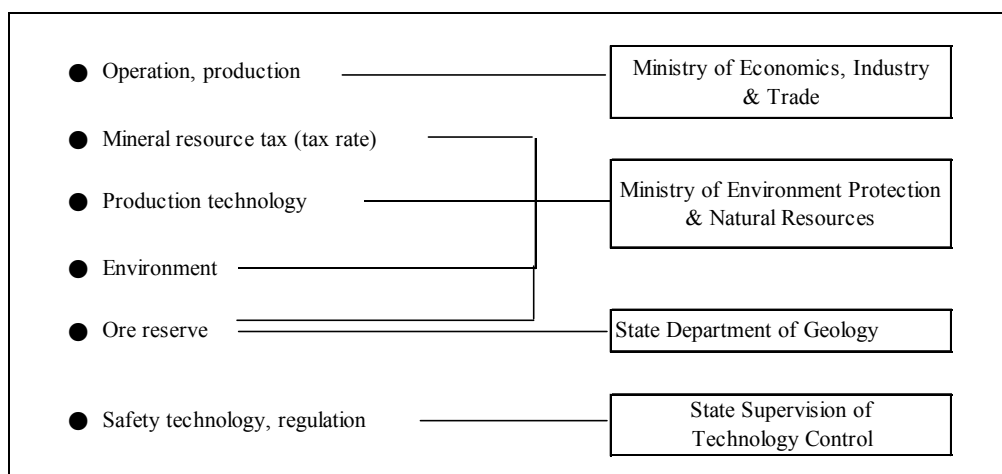 ● Operation, production
Ministry of Economics, Industry
& Trade
● Mineral resource tax (tax rate)
● Production technology
Ministry of Environment Protection
& Natural Resources
● Environment
● Ore reserve
State Department of Geology
● Safety technology, regulation
State Supervision of
Technology Control